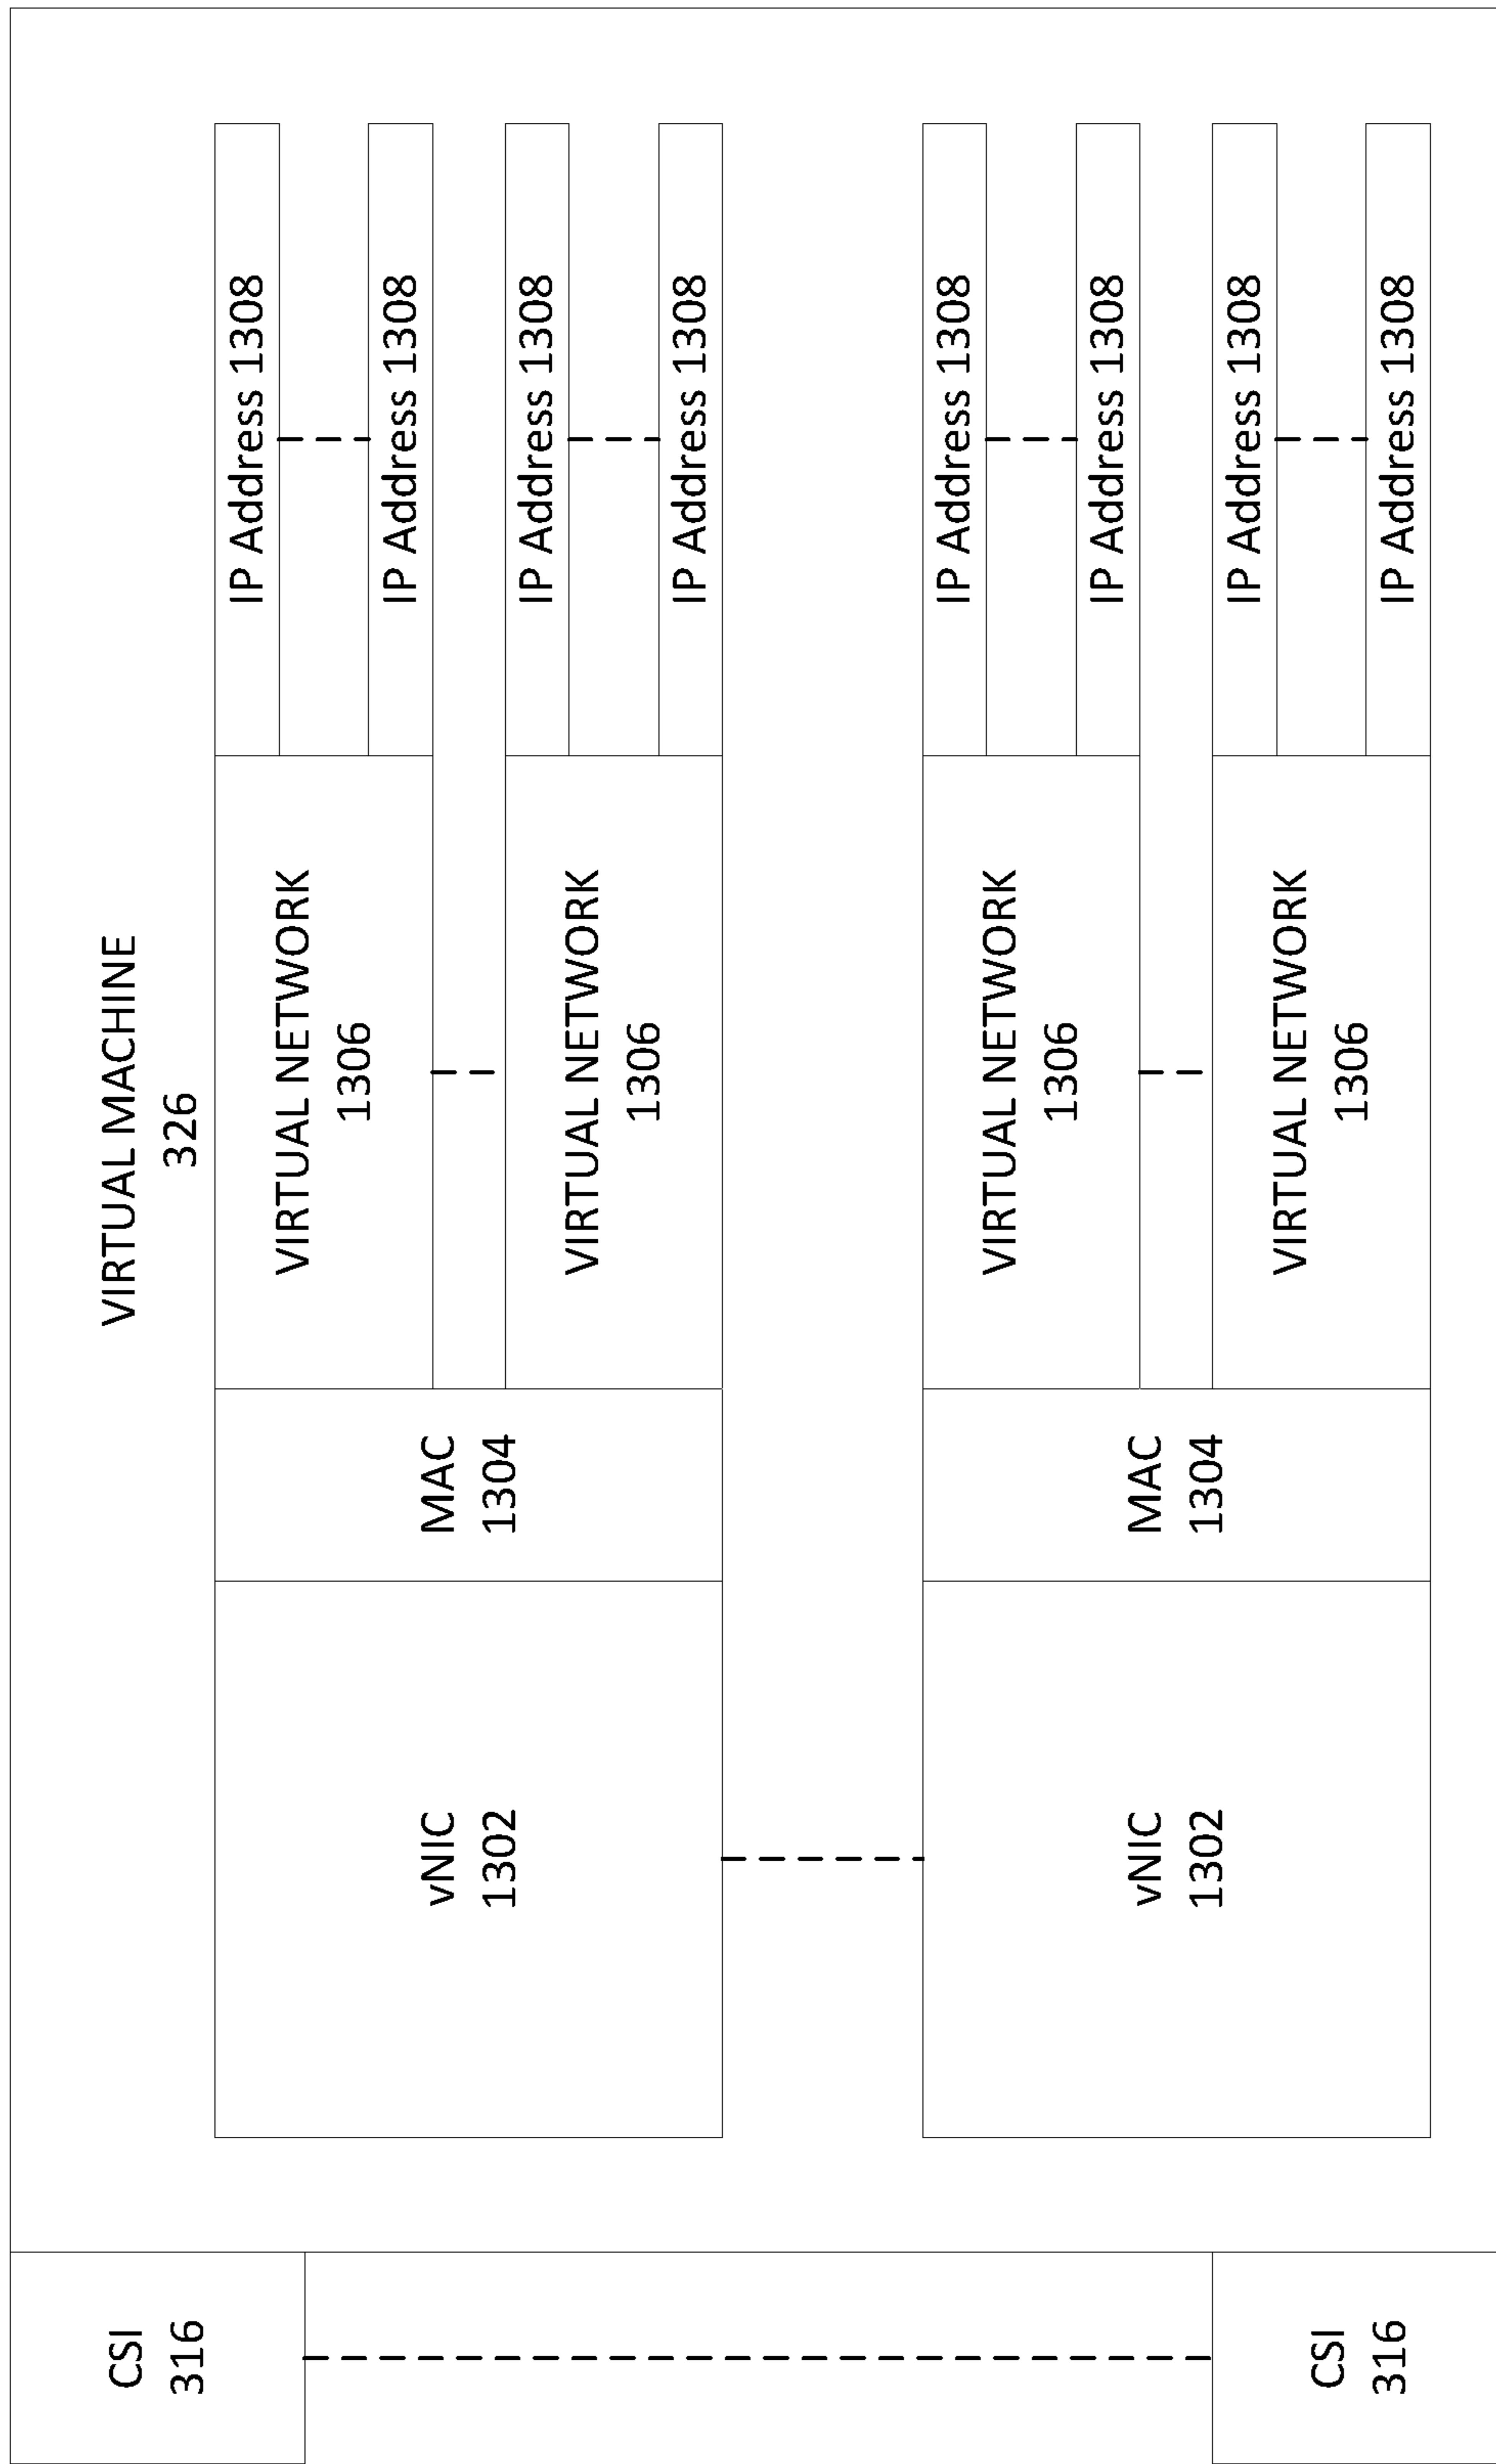 VIRTUAL MACHINE
326
CSI
316
vNIC
1302
MAC
1304
VIRTUAL NETWORK
1306
IP Address 1308
IP Address 1308
VIRTUAL NETWORK
1306
IP Address 1308
IP Address 1308
vNIC
1302
MAC
1304
VIRTUAL NETWORK
1306
IP Address 1308
IP Address 1308
VIRTUAL NETWORK
1306
IP Address 1308
IP Address 1308
CSI
316